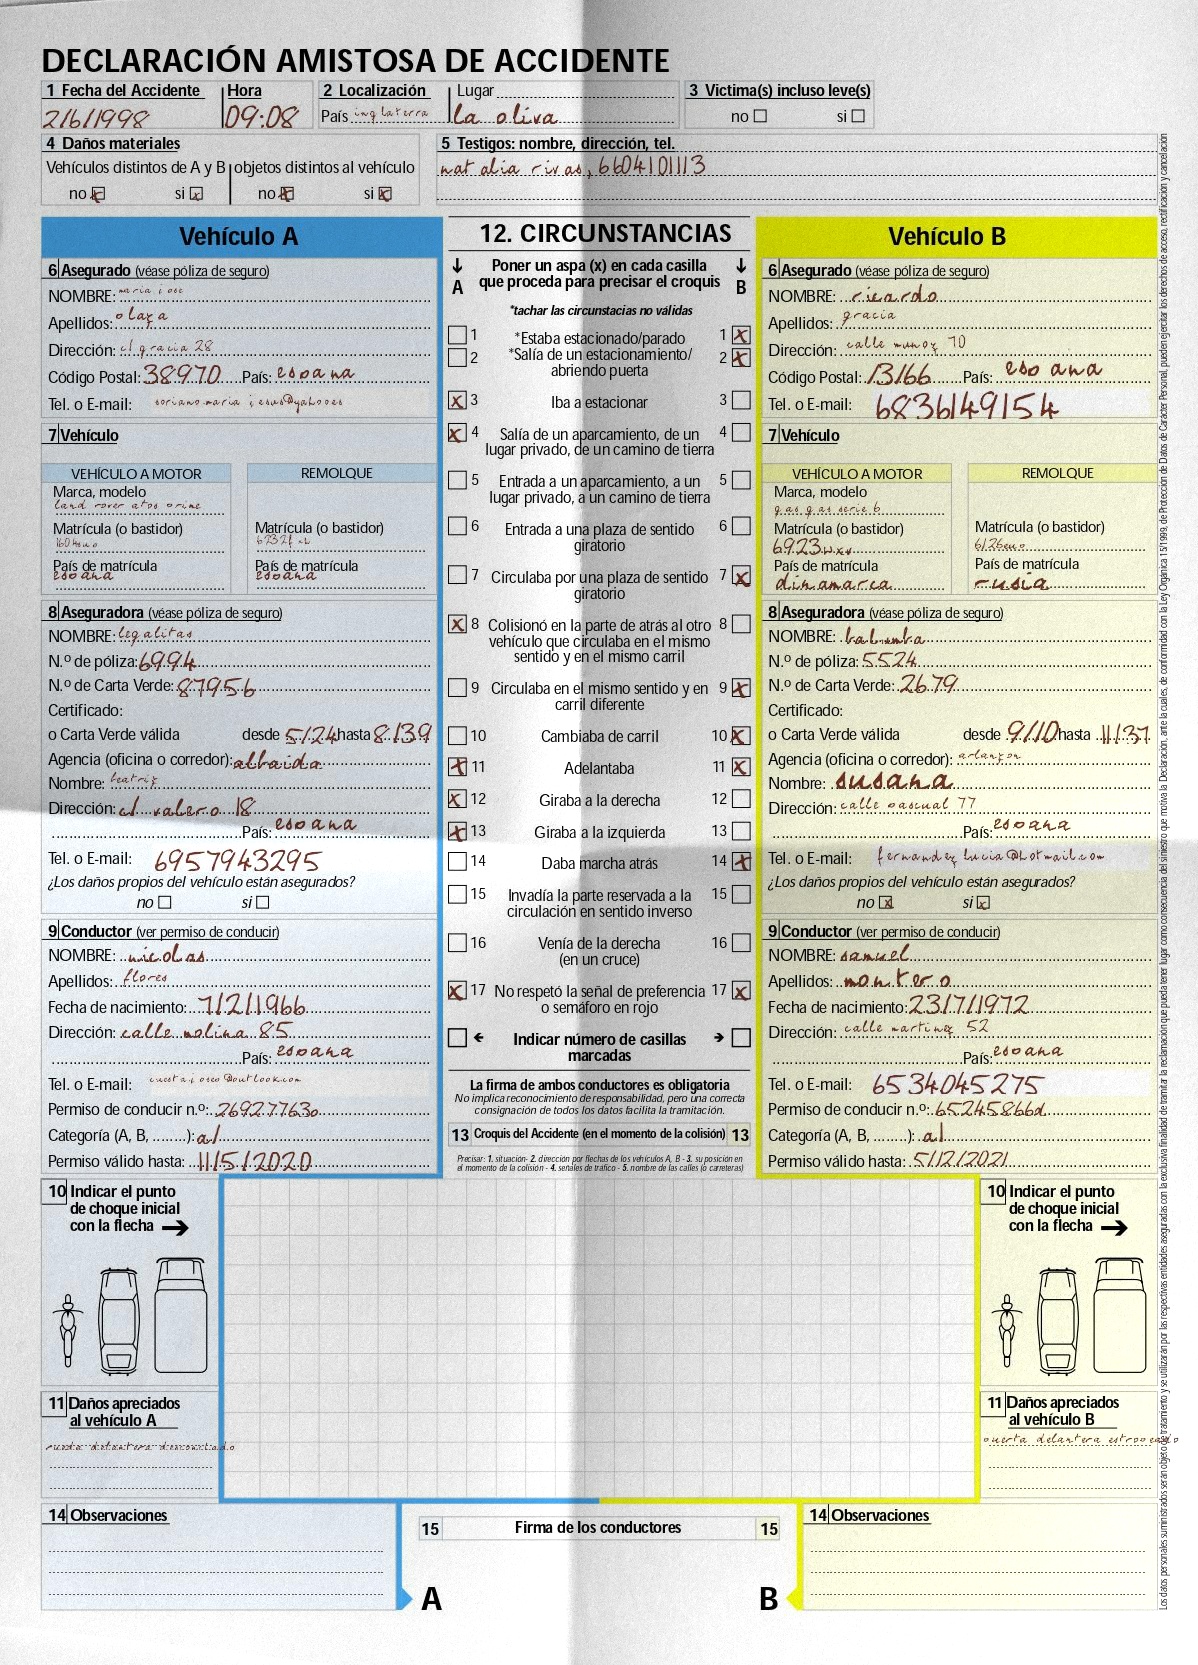 DECLARACIÓN AMISTOSA DE ACCIDENTE
1 Fecha del Accidente Hora
2/6/1998 09:08
2 Localización Lugar
País inglaterra la oliva
3 Victima(s) incluso leve(s)
no si
4 Daños materiales
Vehículos distintos de A y B objetos distintos al vehículo
no x si x no x si x
5 Testigos: nombre, dirección, tel.
natalia rivas, 6604101113
Vehículo A
6 Asegurado (véase póliza de seguro)
NOMBRE: maria jose
Apellidos: olaya
Dirección: c/ gracia 28
Código Postal: 38970 País: espana
Tel. o E-mail: sorianomaria jesus@yahooes
7 Vehículo
VEHÍCULO A MOTOR REMOLQUE
Marca, modelo
land rover atos prime
Matrícula (o bastidor) Matrícula (o bastidor)
País de matrícula País de matrícula
espana espana
8 Aseguradora (véase póliza de seguro)
NOMBRE: legalitas
N.º de póliza: 6994
N.º de Carta Verde: 87956
Certificado:
o Carta Verde válida desde 5/24 hasta 8/39
Agencia (oficina o corredor): albaida
Nombre: beatriz
Dirección: c/ valero 18
País: espana
Tel. o E-mail: 6957943295
¿Los daños propios del vehículo están asegurados?
no si
9 Conductor (ver permiso de conducir)
NOMBRE: nicolas
Apellidos: flores
Fecha de nacimiento: 7/2/1966
Dirección: calle molina 85
País: espana
Tel. o E-mail: cuestajose@outlook.com
Permiso de conducir n.º: 26927763o
Categoría (A, B, ........): a1
Permiso válido hasta: 11/5/2020
12. CIRCUNSTANCIAS
A Poner un aspa (x) en cada casilla B
que proceda para precisar el croquis
*tachar las circunstacias no válidas
1 *Estaba estacionado/parado 1 x
2 *Salía de un estacionamiento/ 2 x
abriendo puerta
x 3 Iba a estacionar 3
x 4 Salía de un aparcamiento, de un 4
lugar privado, de un camino de tierra
5 Entrada a un aparcamiento, a un 5
lugar privado, a un camino de tierra
6 Entrada a una plaza de sentido 6
giratorio
7 Circulaba por una plaza de sentido 7 x
giratorio
x 8 Colisionó en la parte de atrás al otro 8
vehículo que circulaba en el mismo
sentido y en el mismo carril
9 Circulaba en el mismo sentido y en 9 x
carril diferente
10 Cambiaba de carril 10 x
x 11 Adelantaba 11 x
x 12 Giraba a la derecha 12
x 13 Giraba a la izquierda 13
14 Daba marcha atrás 14 x
15 Invadía la parte reservada a la 15
circulación en sentido inverso
16 Venía de la derecha 16
(en un cruce)
x 17 No respetó la señal de preferencia 17 x
o semáforo en rojo
Indicar número de casillas
marcadas
La firma de ambos conductores es obligatoria
No implica reconocimiento de responsabilidad, pero una correcta
consignación de todos los datos facilita la tramitación.
13 Croquis del Accidente (en el momento de la colisión) 13
Precisar: 1. situación- 2. dirección por flechas de los vehículos A, B - 3. su posición en
el momento de la colisión - 4. señales de tráfico - 5. nombre de las calles (o carreteras)
Vehículo B
6 Asegurado (véase póliza de seguro)
NOMBRE: ricardo
Apellidos: gracia
Dirección: calle munoz 70
Código Postal: 13166 País: espana
Tel. o E-mail: 6836149154
7 Vehículo
VEHÍCULO A MOTOR REMOLQUE
Marca, modelo
gas gas serie 6
Matrícula (o bastidor) Matrícula (o bastidor)
País de matrícula País de matrícula
dinamarca rusia
8 Aseguradora (véase póliza de seguro)
NOMBRE: balumba
N.º de póliza: 5524
N.º de Carta Verde: 2679
Certificado:
o Carta Verde válida desde 9/10 hasta 11/37
Agencia (oficina o corredor): arlanzon
Nombre: susana
Dirección: calle pascual 77
País: espana
Tel. o E-mail: fernandez lucia@hotmail.com
¿Los daños propios del vehículo están asegurados?
no x si x
9 Conductor (ver permiso de conducir)
NOMBRE: samuel
Apellidos: montero
Fecha de nacimiento: 23/7/1972
Dirección: calle martinez 52
País: espana
Tel. o E-mail: 6534045275
Permiso de conducir n.º: 65245866d
Categoría (A, B, ........): a1
Permiso válido hasta: 5/12/2021
10 Indicar el punto
de choque inicial
con la flecha
11 Daños apreciados
al vehículo A
rueda delantera desmontado
10 Indicar el punto
de choque inicial
con la flecha
11 Daños apreciados
al vehículo B
puerta delantera estropeado
14 Observaciones
15 Firma de los conductores 15
A B
14 Observaciones
Los datos personales suministrados seran objeto de tratamiento y se utilizaran por las respectivas entidades aseguradas con la exclusiva finalidad de tramitar la reclamación que pueda tener lugar como consecuencia del siniestro que motiva la Declaración, ante la cuales, de conformidad con la Ley Orgánica 15/1999, de Protección de Datos de Carácter Personal, pueden ejercitar los derechos de acceso, rectificación y cancelación